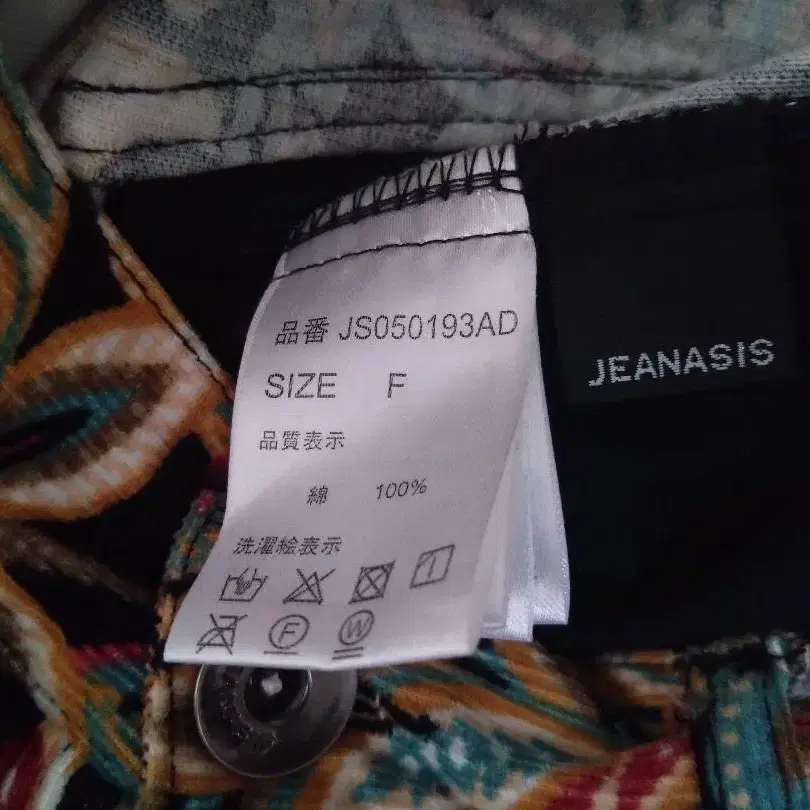 品番 JS050193AD
SIZE F
品質表示
綿 100%
洗濯絵表示
F W
JEANASIS